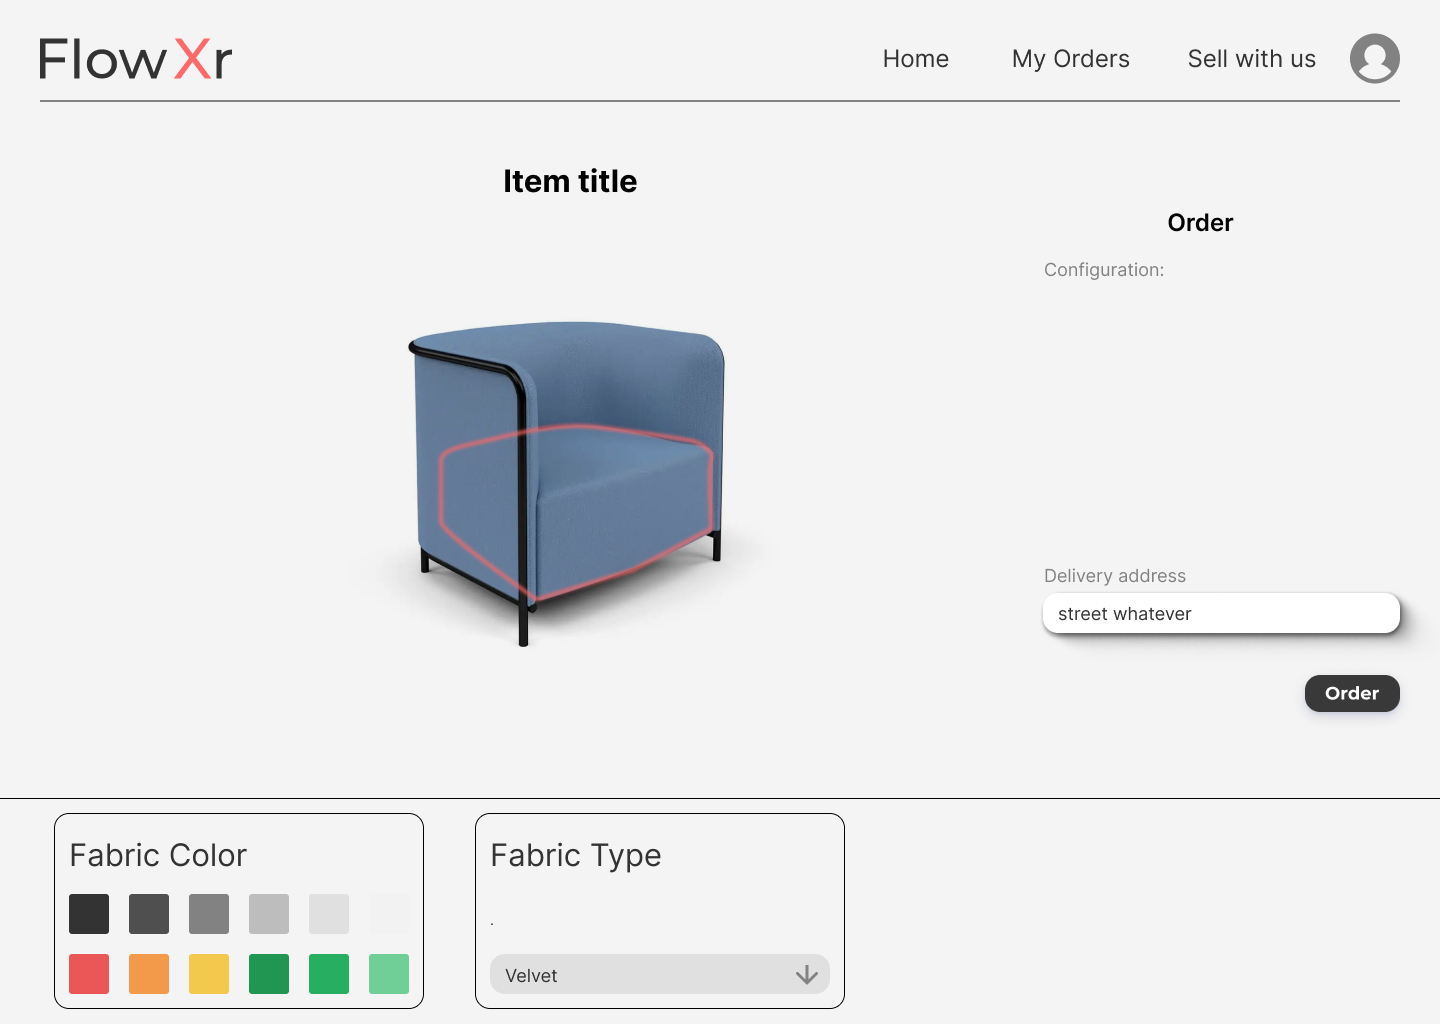 FlowXr
Home
My Orders
Sell with us
Item title
Order
Configuration:
Delivery address
street whatever
Order
Fabric Color
Fabric Type
.
Velvet